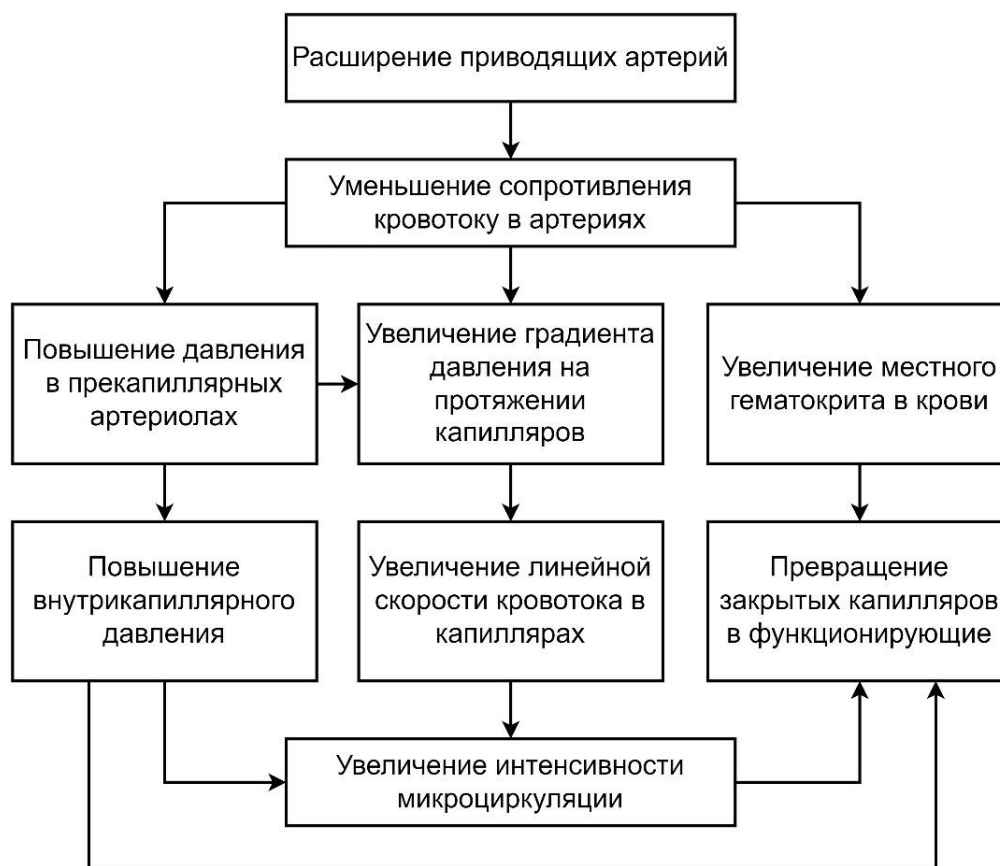 Расширение приводящих артерий
Уменьшение сопротивления
кровотоку в артериях
Повышение давления
в прекапиллярных
артериолах
Увеличение градиента
давления на
протяжении
капилляров
Увеличение местного
гематокрита в крови
Повышение
внутрикапиллярного
давления
Увеличение линейной
скорости кровотока в
капиллярах
Превращение
закрытых капилляров
в функционирующие
Увеличение интенсивности
микроциркуляции